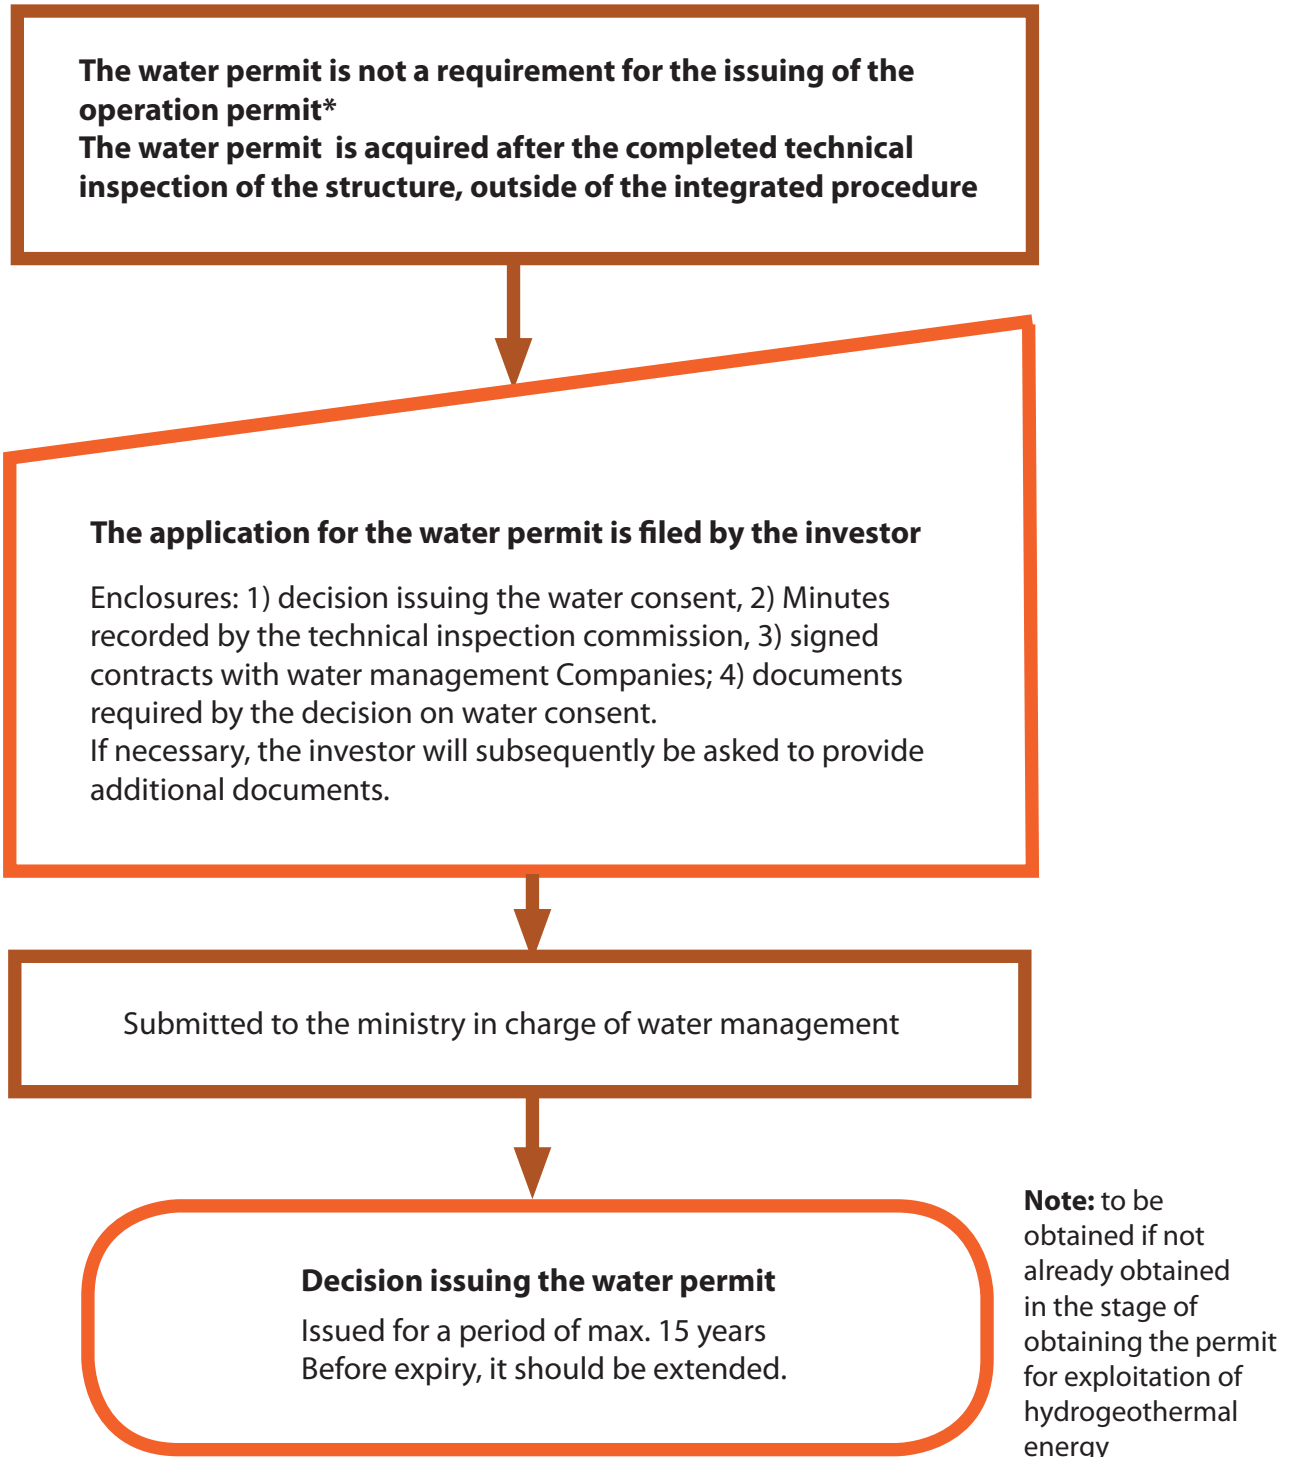 The water permit is not a requirement for the issuing of the
operation permit*
The water permit  is acquired after the completed technical
inspection of the structure, outside of the integrated procedure
The application for the water permit is filed by the investor
Enclosures: 1) decision issuing the water consent, 2) Minutes
recorded by the technical inspection commission, 3) signed
contracts with water management Companies; 4) documents
required by the decision on water consent.
If necessary, the investor will subsequently be asked to provide
additional documents.
Submitted to the ministry in charge of water management
Decision issuing the water permit
Issued for a period of max. 15 years
Before expiry, it should be extended.
Note: to be
obtained if not
already obtained
in the stage of
obtaining the permit
for exploitation of
hydrogeothermal
energy